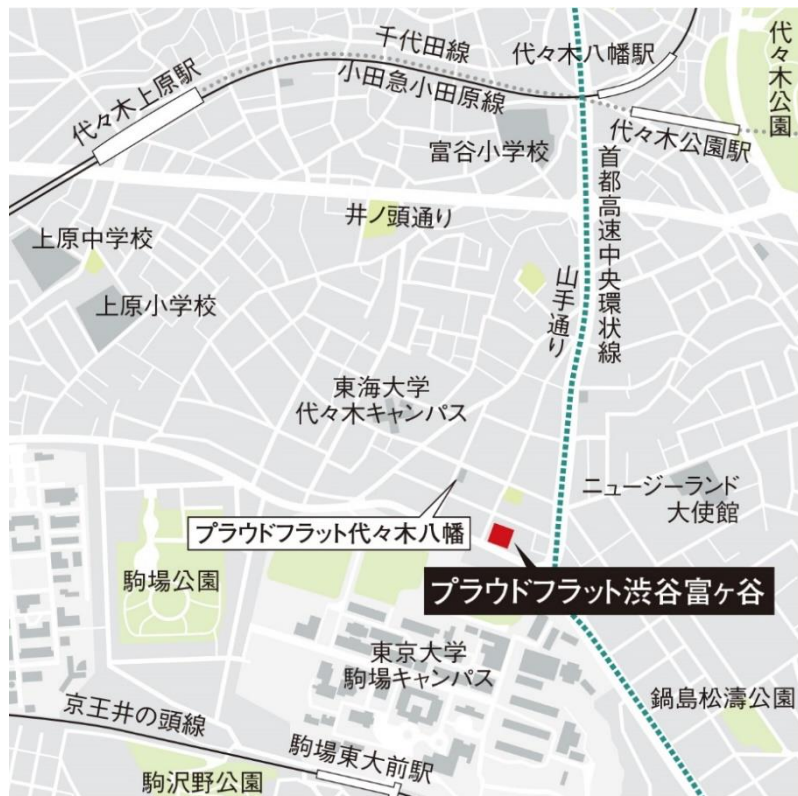 千代田線
代々木八幡駅
代々木公園
代々木上原駅
小田急小田原線
富谷小学校
代々木公園駅
首都高速中央環状線
井ノ頭通り
上原中学校
山手通り
上原小学校
東海大学
代々木キャンパス
ニュージーランド
大使館
プラウドフラット代々木八幡
駒場公園
プラウドフラット渋谷富ヶ谷
東京大学
駒場キャンパス
鍋島松濤公園
京王井の頭線
駒場東大前駅
駒沢野公園